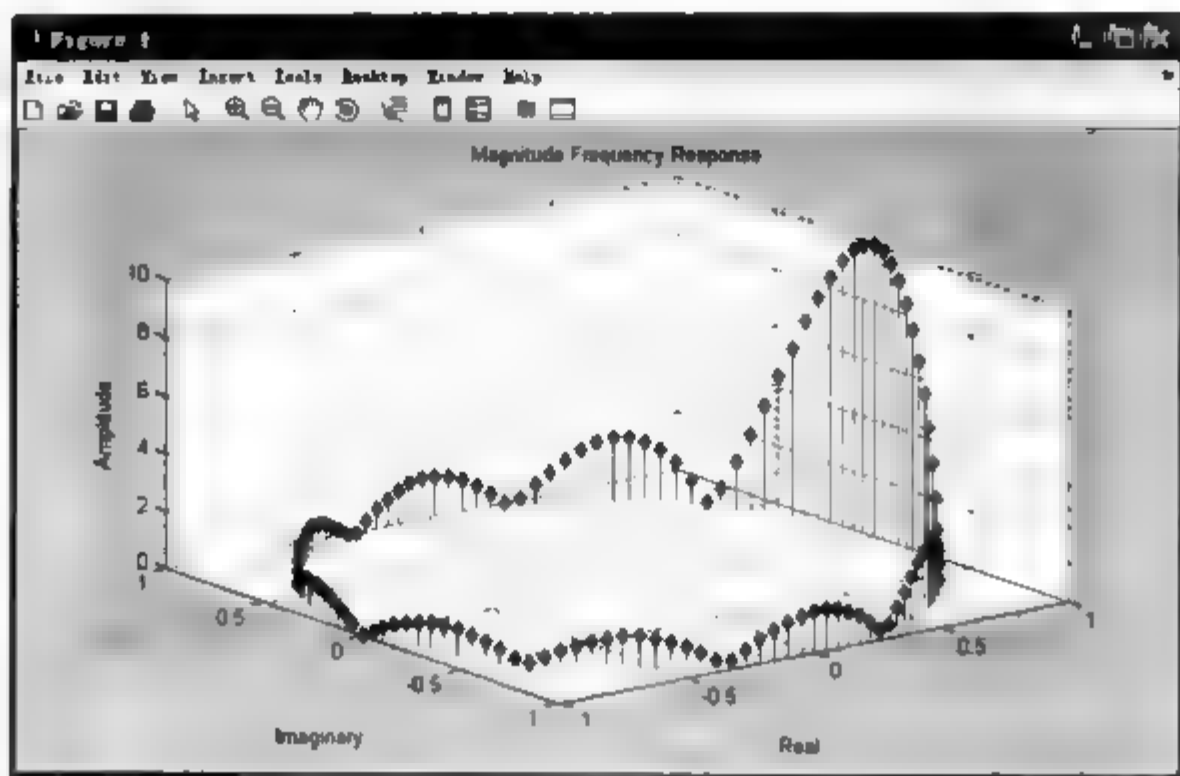 Figure 1
File Edit View Insert Tools Desktop Window Help
Magnitude Frequency Response
10
8
6
4
2
0
Amplitude
1
0.5
0
-0.5
1
Imaginary
1
-0.5
0
0.5
1
Real